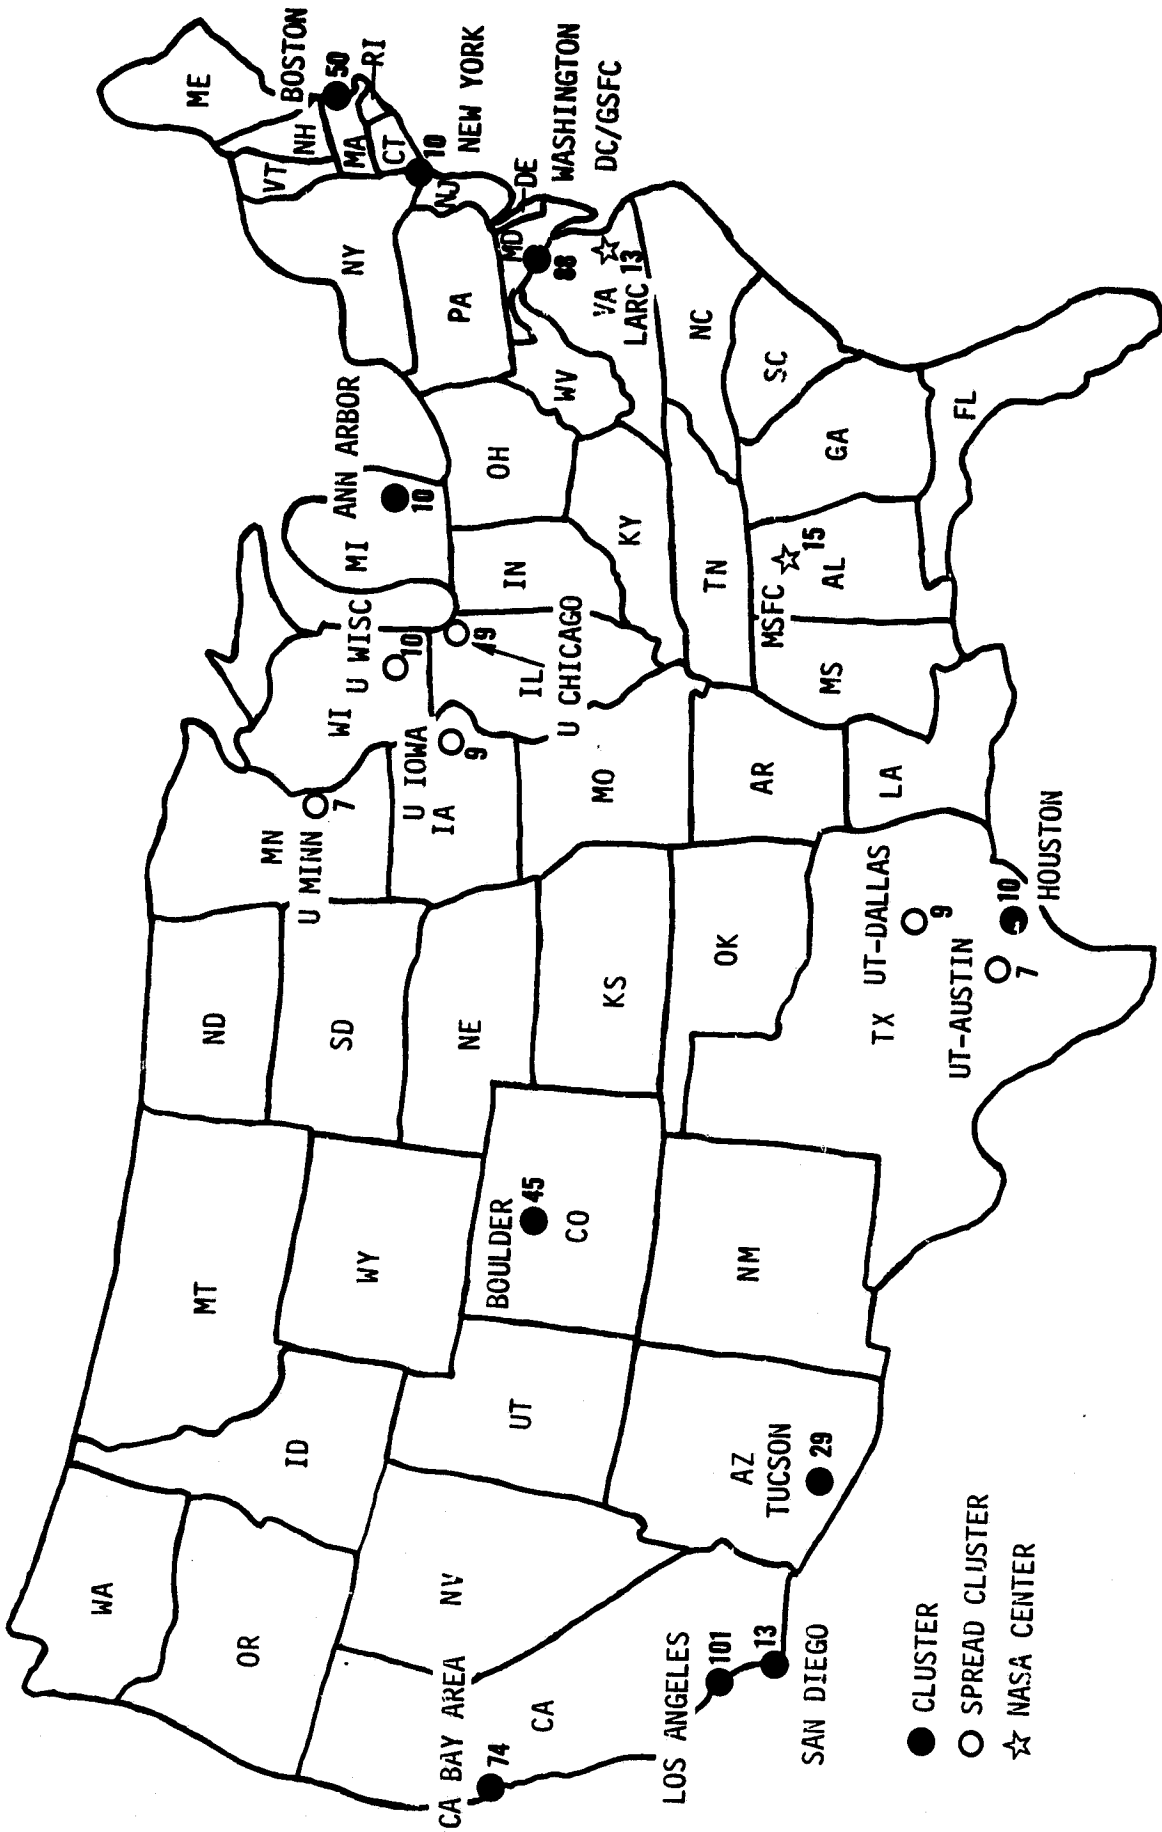 WA
OR
CA BAY AREA
74
CA
NV
ID
MT
WY
UT
LOS ANGELES
101
13
SAN DIEGO
AZ
TUCSON
29
BOULDER
45
CO
NM
ND
SD
NE
KS
OK
TX
UT-DALLAS
9
UT-AUSTIN
7
10
HOUSTON
MN
U MINN
7
U IOWA
9
IA
MO
AR
LA
WI
U WISC
10
19
IL
U CHICAGO
MI
ANN ARBOR
10
IN
OH
KY
TN
MS
MSFC
15
AL
GA
FL
SC
NC
WV
VA
LARC
13
PA
NY
MD
88
DE
WASHINGTON
DC/GSFC
NJ
10
NEW YORK
CT
RI
MA
BOSTON
50
NH
VT
ME
CLUSTER
SPREAD CLUSTER
NASA CENTER